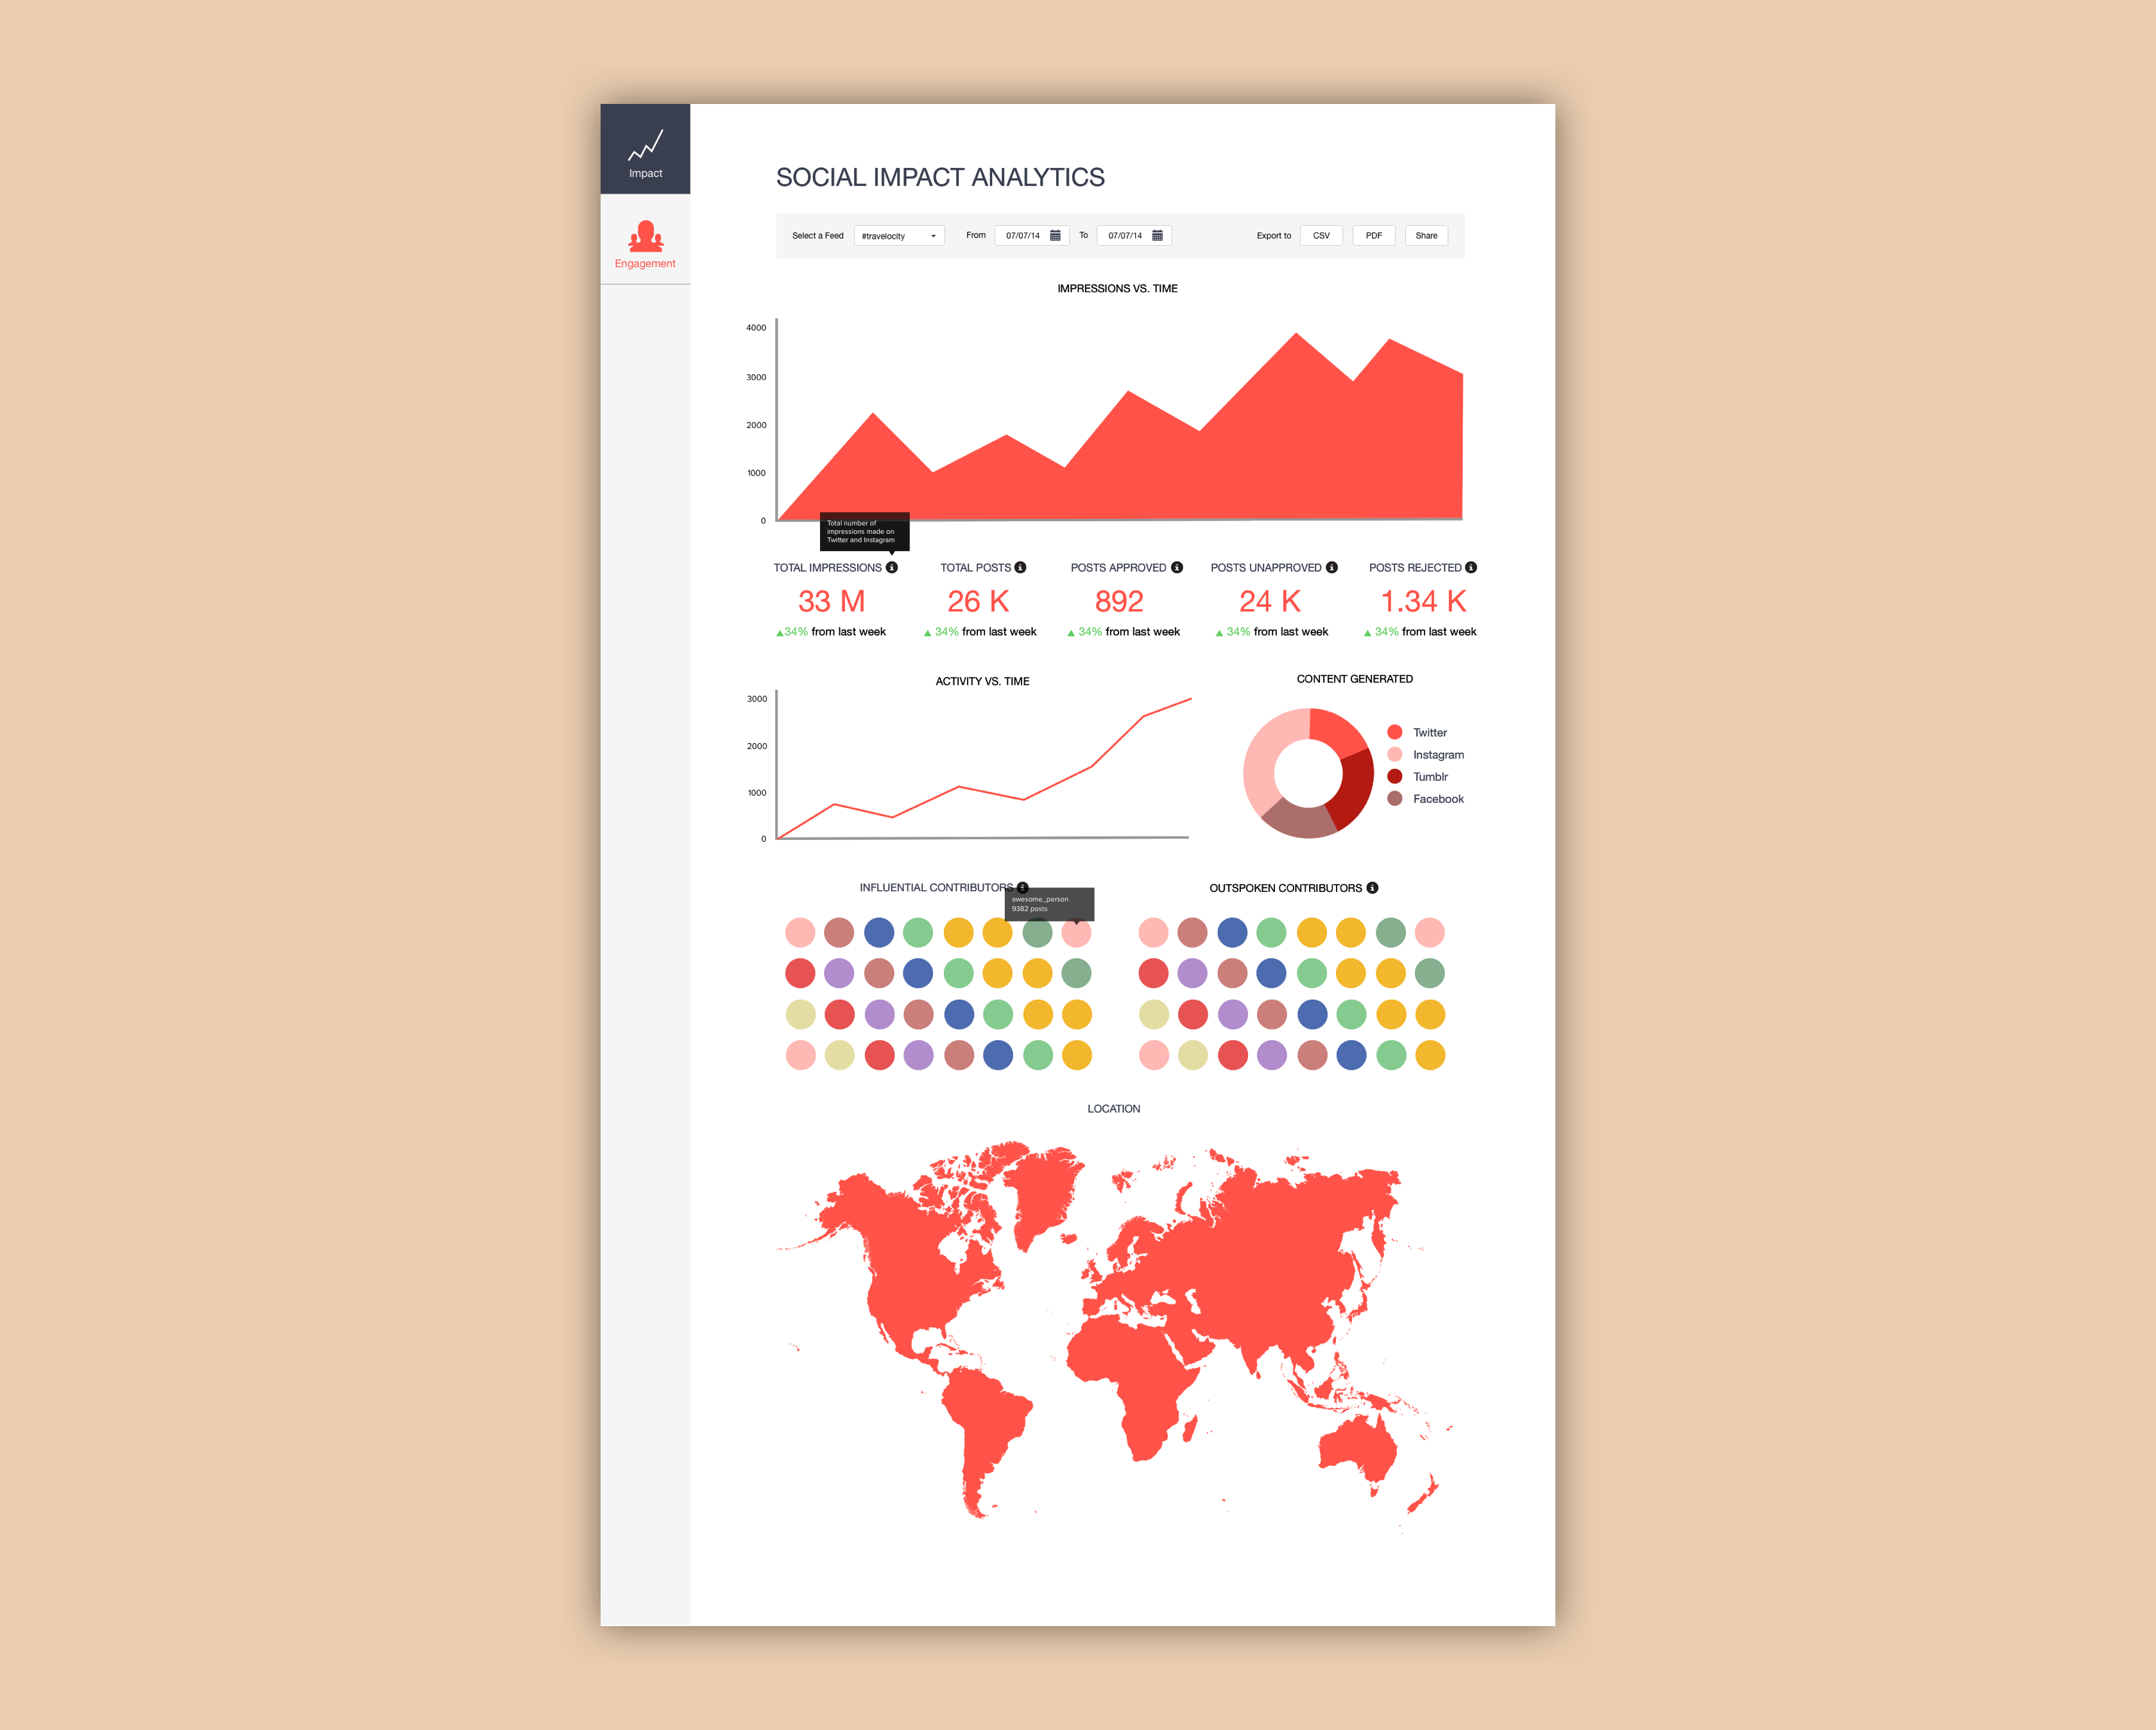 Impact
Engagement
SOCIAL IMPACT ANALYTICS
Select a Feed #travelocity From 07/07/14 To 07/07/14 Export to CSV PDF Share
IMPRESSIONS VS. TIME
4000
3000
2000
1000
0
Total number of
impressions made on
Twitter and Instagram
TOTAL IMPRESSIONS TOTAL POSTS POSTS APPROVED POSTS UNAPPROVED POSTS REJECTED
33 M 26 K 892 24 K 1.34 K
34% from last week 34% from last week 34% from last week 34% from last week 34% from last week
ACTIVITY VS. TIME
3000
2000
1000
0
CONTENT GENERATED
Twitter
Instagram
Tumblr
Facebook
INFLUENTIAL CONTRIBUTORS
awesome_person
9382 posts
OUTSPOKEN CONTRIBUTORS
LOCATION